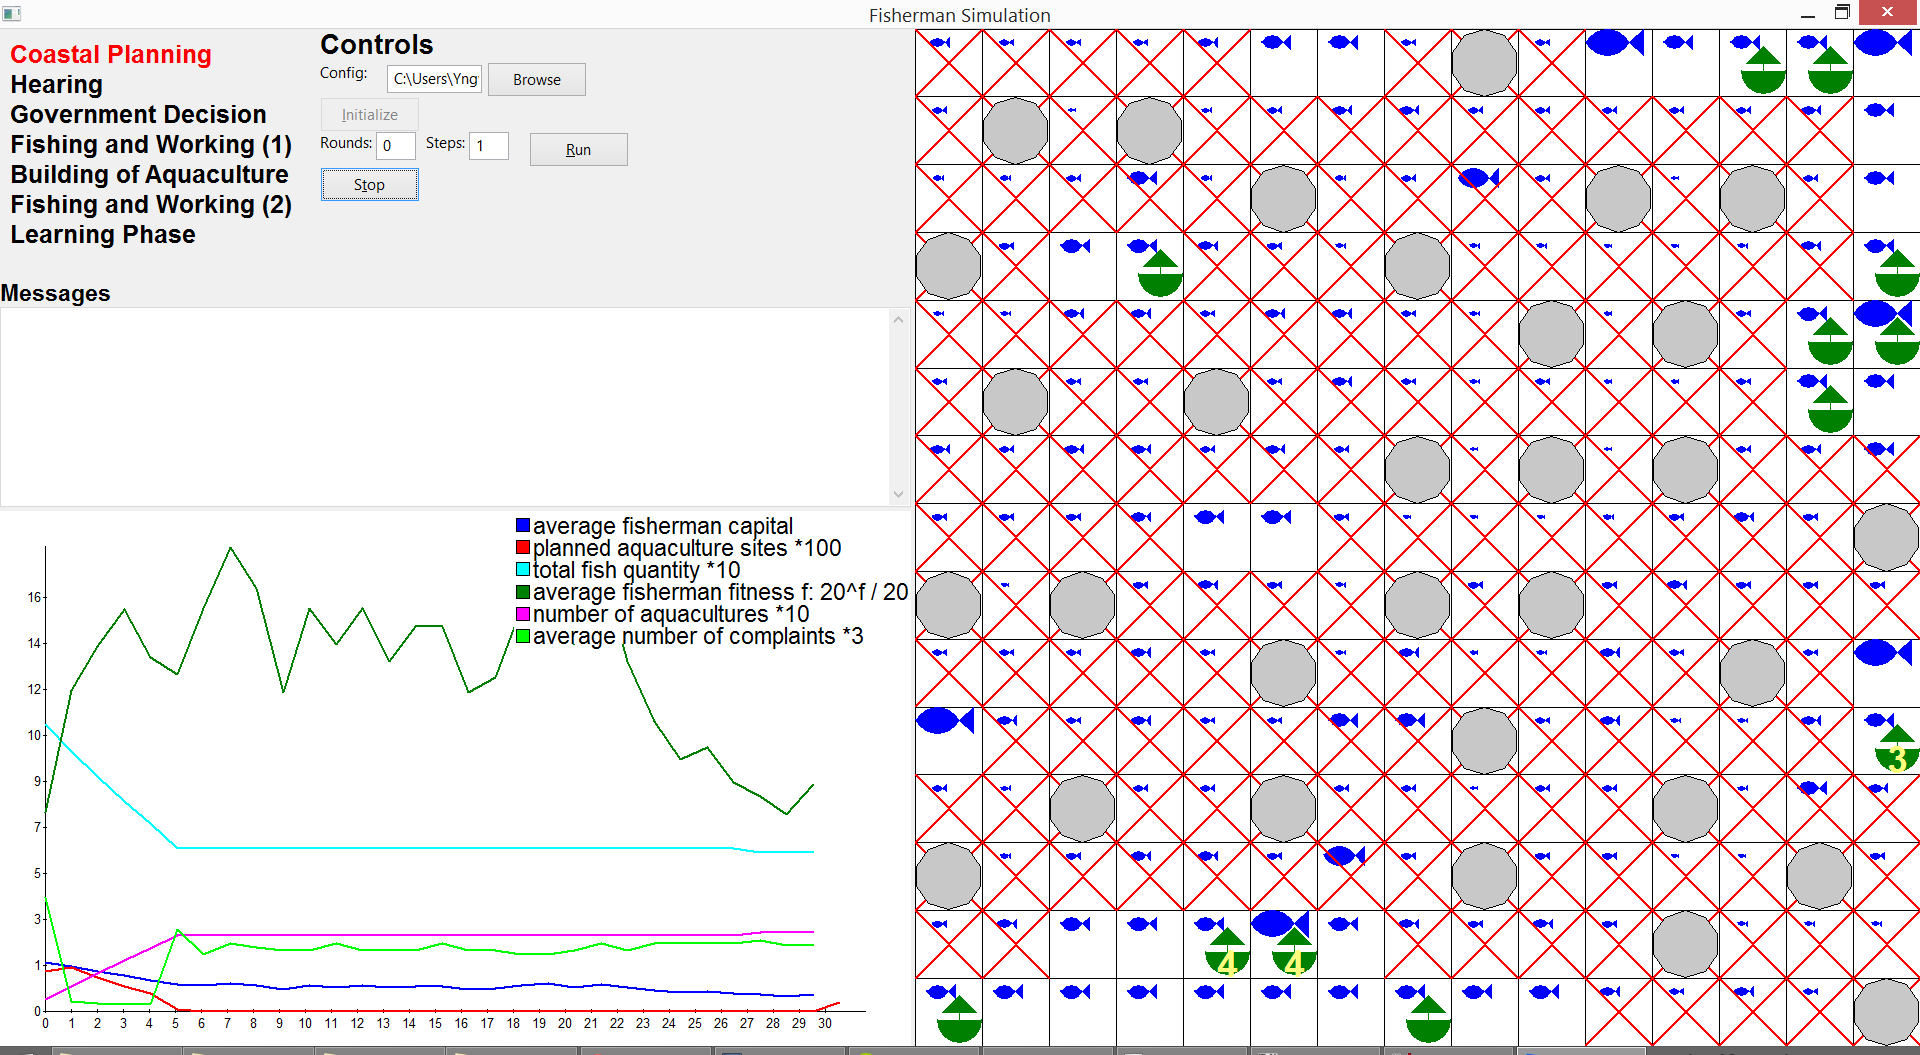 Fisherman Simulation
Coastal Planning
Hearing
Government Decision
Fishing and Working (1)
Building of Aquaculture
Fishing and Working (2)
Learning Phase
Controls
Config: C:\Users\Yng Browse
Initialize
Rounds: 0 Steps: 1 Run
Stop
Messages
average fisherman capital
planned aquaculture sites *100
total fish quantity *10
average fisherman fitness f: 20^f / 20
number of aquacultures *10
average number of complaints *3
16
14
12
10
9
7
5
3
1
0
0 1 2 3 4 5 6 7 8 9 10 11 12 13 14 15 16 17 18 19 20 21 22 23 24 25 26 27 28 29 30
3
4 4